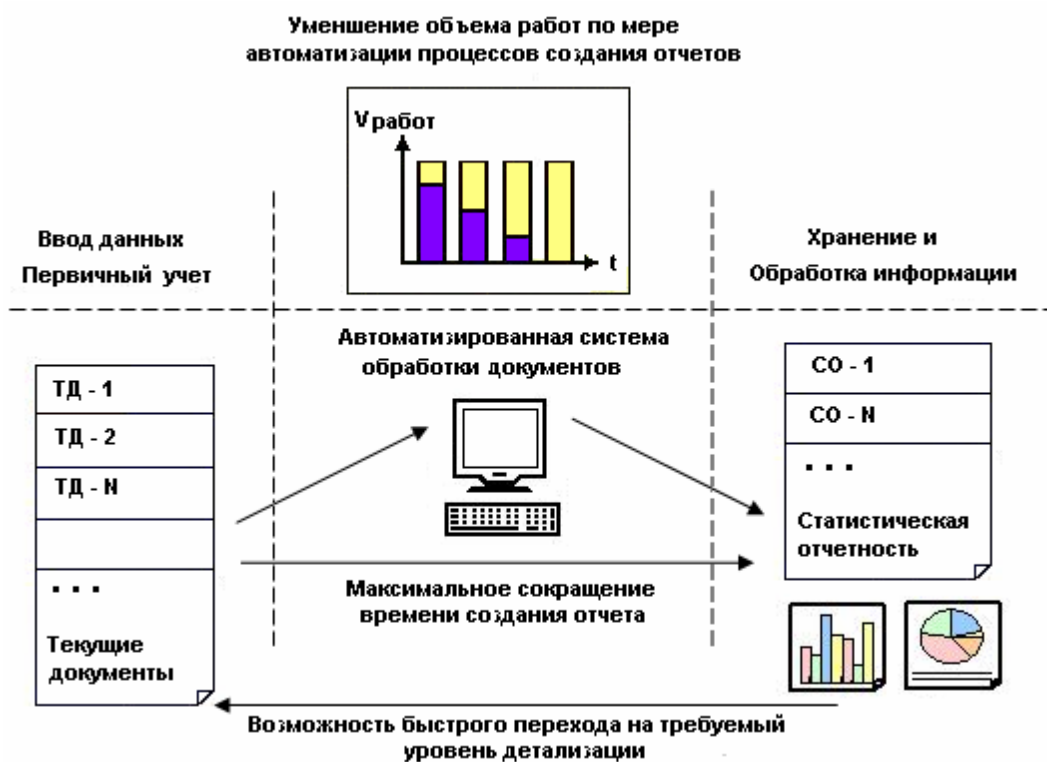 Уменьшение объема работ по мере
автоматизации процессов создания отчетов
Vработ
t
Ввод данных
Первичный учет
Хранение и
Обработка информации
Автоматизированная система
обработки документов
ТД - 1
ТД - 2
ТД - N
. . .
Текущие
документы
СО - 1
СО - N
. . .
Статистическая
отчетность
Максимальное сокращение
времени создания отчета
Возможность быстрого перехода на требуемый
уровень детализации